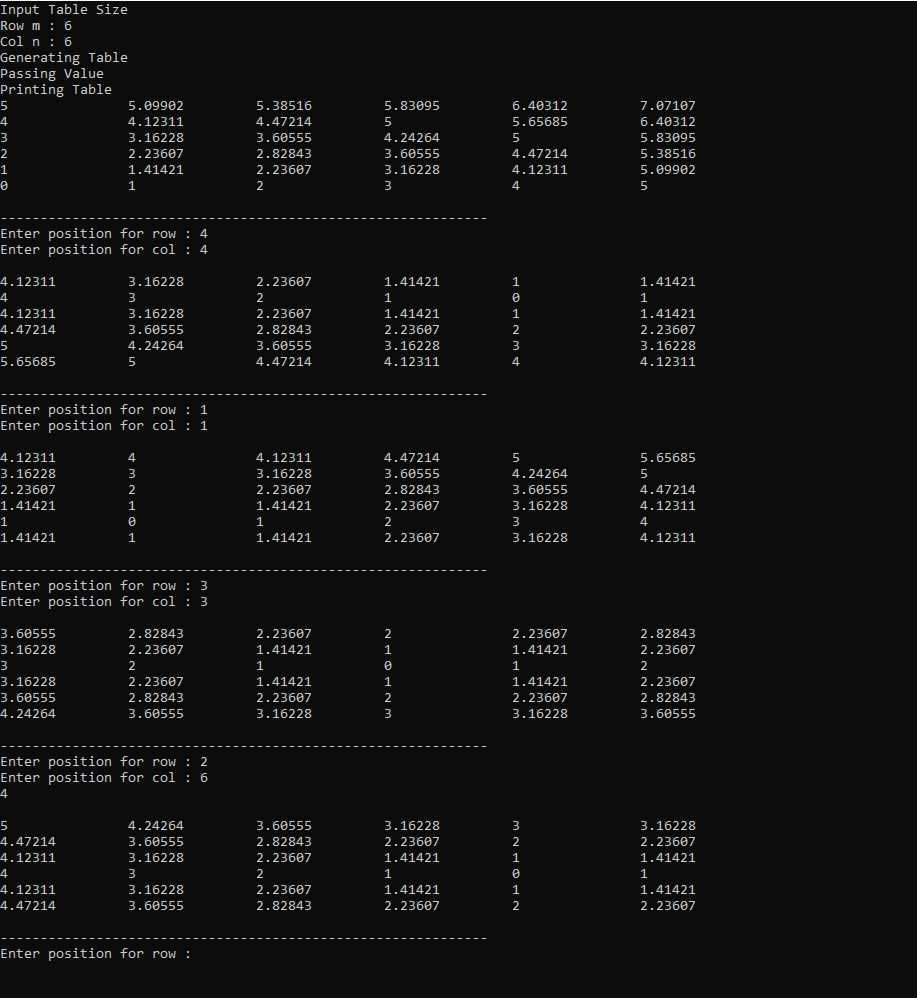 Input Table Size
Row m : 6
Col n : 6
Generating Table
Passing Value
Printing Table
5 5.09902 5.38516 5.83095 6.40312 7.07107
4 4.12311 4.47214 5 5.65685 6.40312
3 3.16228 3.60555 4.24264 5 5.83095
2 2.23607 2.82843 3.60555 4.47214 5.38516
1 1.41421 2.23607 3.16228 4.12311 5.09902
0 1 2 3 4 5
-------------------------------------------------------------
Enter position for row : 4
Enter position for col : 4
4.12311 3.16228 2.23607 1.41421 1 1.41421
4 3 2 1 0 1
4.12311 3.16228 2.23607 1.41421 1 1.41421
4.47214 3.60555 2.82843 2.23607 2 2.23607
5 4.24264 3.60555 3.16228 3 3.16228
5.65685 5 4.47214 4.12311 4 4.12311
-------------------------------------------------------------
Enter position for row : 1
Enter position for col : 1
4.12311 4 4.12311 4.47214 5 5.65685
3.16228 3 3.16228 3.60555 4.24264 5
2.23607 2 2.23607 2.82843 3.60555 4.47214
1.41421 1 1.41421 2.23607 3.16228 4.12311
1 0 1 2 3 4
1.41421 1 1.41421 2.23607 3.16228 4.12311
-------------------------------------------------------------
Enter position for row : 3
Enter position for col : 3
3.60555 2.82843 2.23607 2 2.23607 2.82843
3.16228 2.23607 1.41421 1 1.41421 2.23607
3 2 1 0 1 2
3.16228 2.23607 1.41421 1 1.41421 2.23607
3.60555 2.82843 2.23607 2 2.23607 2.82843
4.24264 3.60555 3.16228 3 3.16228 3.60555
-------------------------------------------------------------
Enter position for row : 2
Enter position for col : 6
4
5 4.24264 3.60555 3.16228 3 3.16228
4.47214 3.60555 2.82843 2.23607 2 2.23607
4.12311 3.16228 2.23607 1.41421 1 1.41421
4 3 2 1 0 1
4.12311 3.16228 2.23607 1.41421 1 1.41421
4.47214 3.60555 2.82843 2.23607 2 2.23607
-------------------------------------------------------------
Enter position for row :